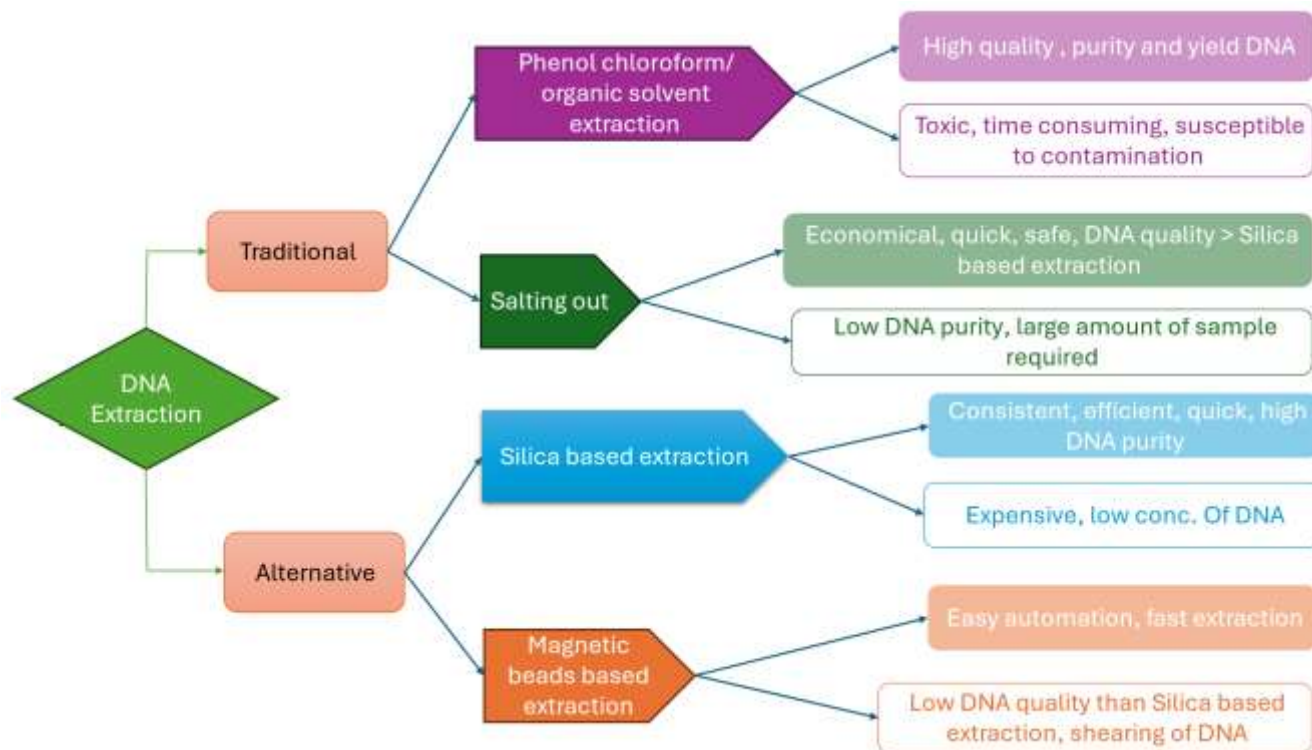 Phenol chloroform/
organic solvent
extraction
High quality , purity and yield DNA
Toxic, time consuming, susceptible
to contamination
Traditional
Salting out
Economical, quick, safe, DNA quality > Silica
based extraction
Low DNA purity, large amount of sample
required
DNA
Extraction
Silica based extraction
Consistent, efficient, quick, high
DNA purity
Expensive, low conc. Of DNA
Alternative
Magnetic
beads based
extraction
Easy automation, fast extraction
Low DNA quality than Silica based
extraction, shearing of DNA